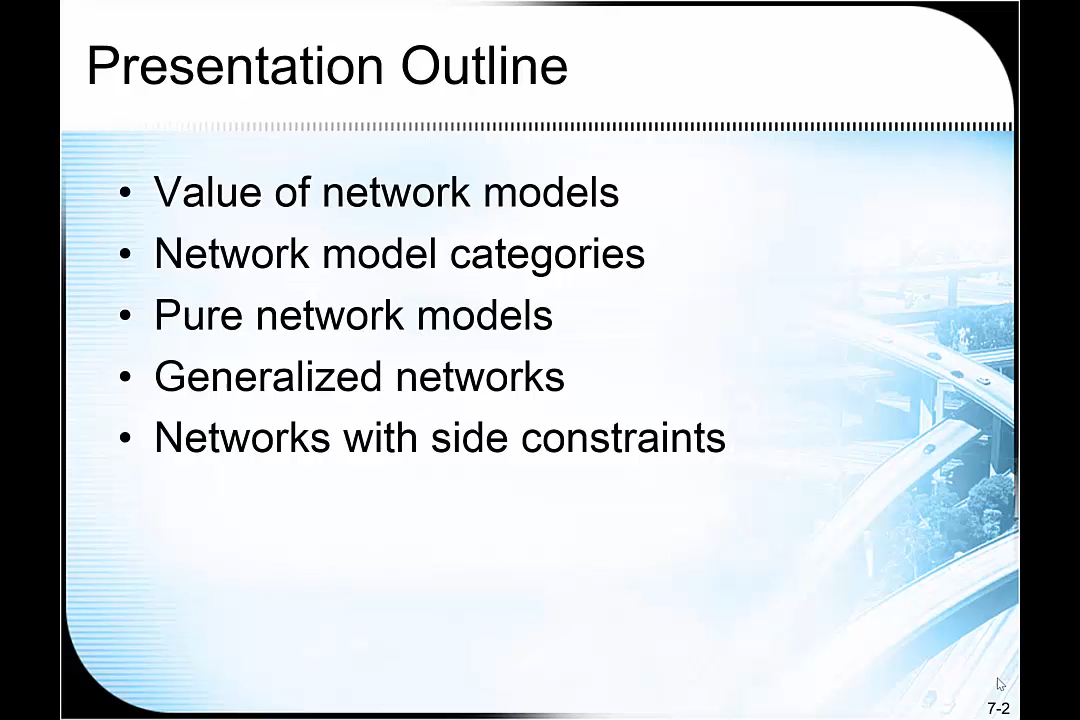 Presentation Outline
• Value of network models
• Network model categories
• Pure network models
• Generalized networks
• Networks with side constraints
7-2